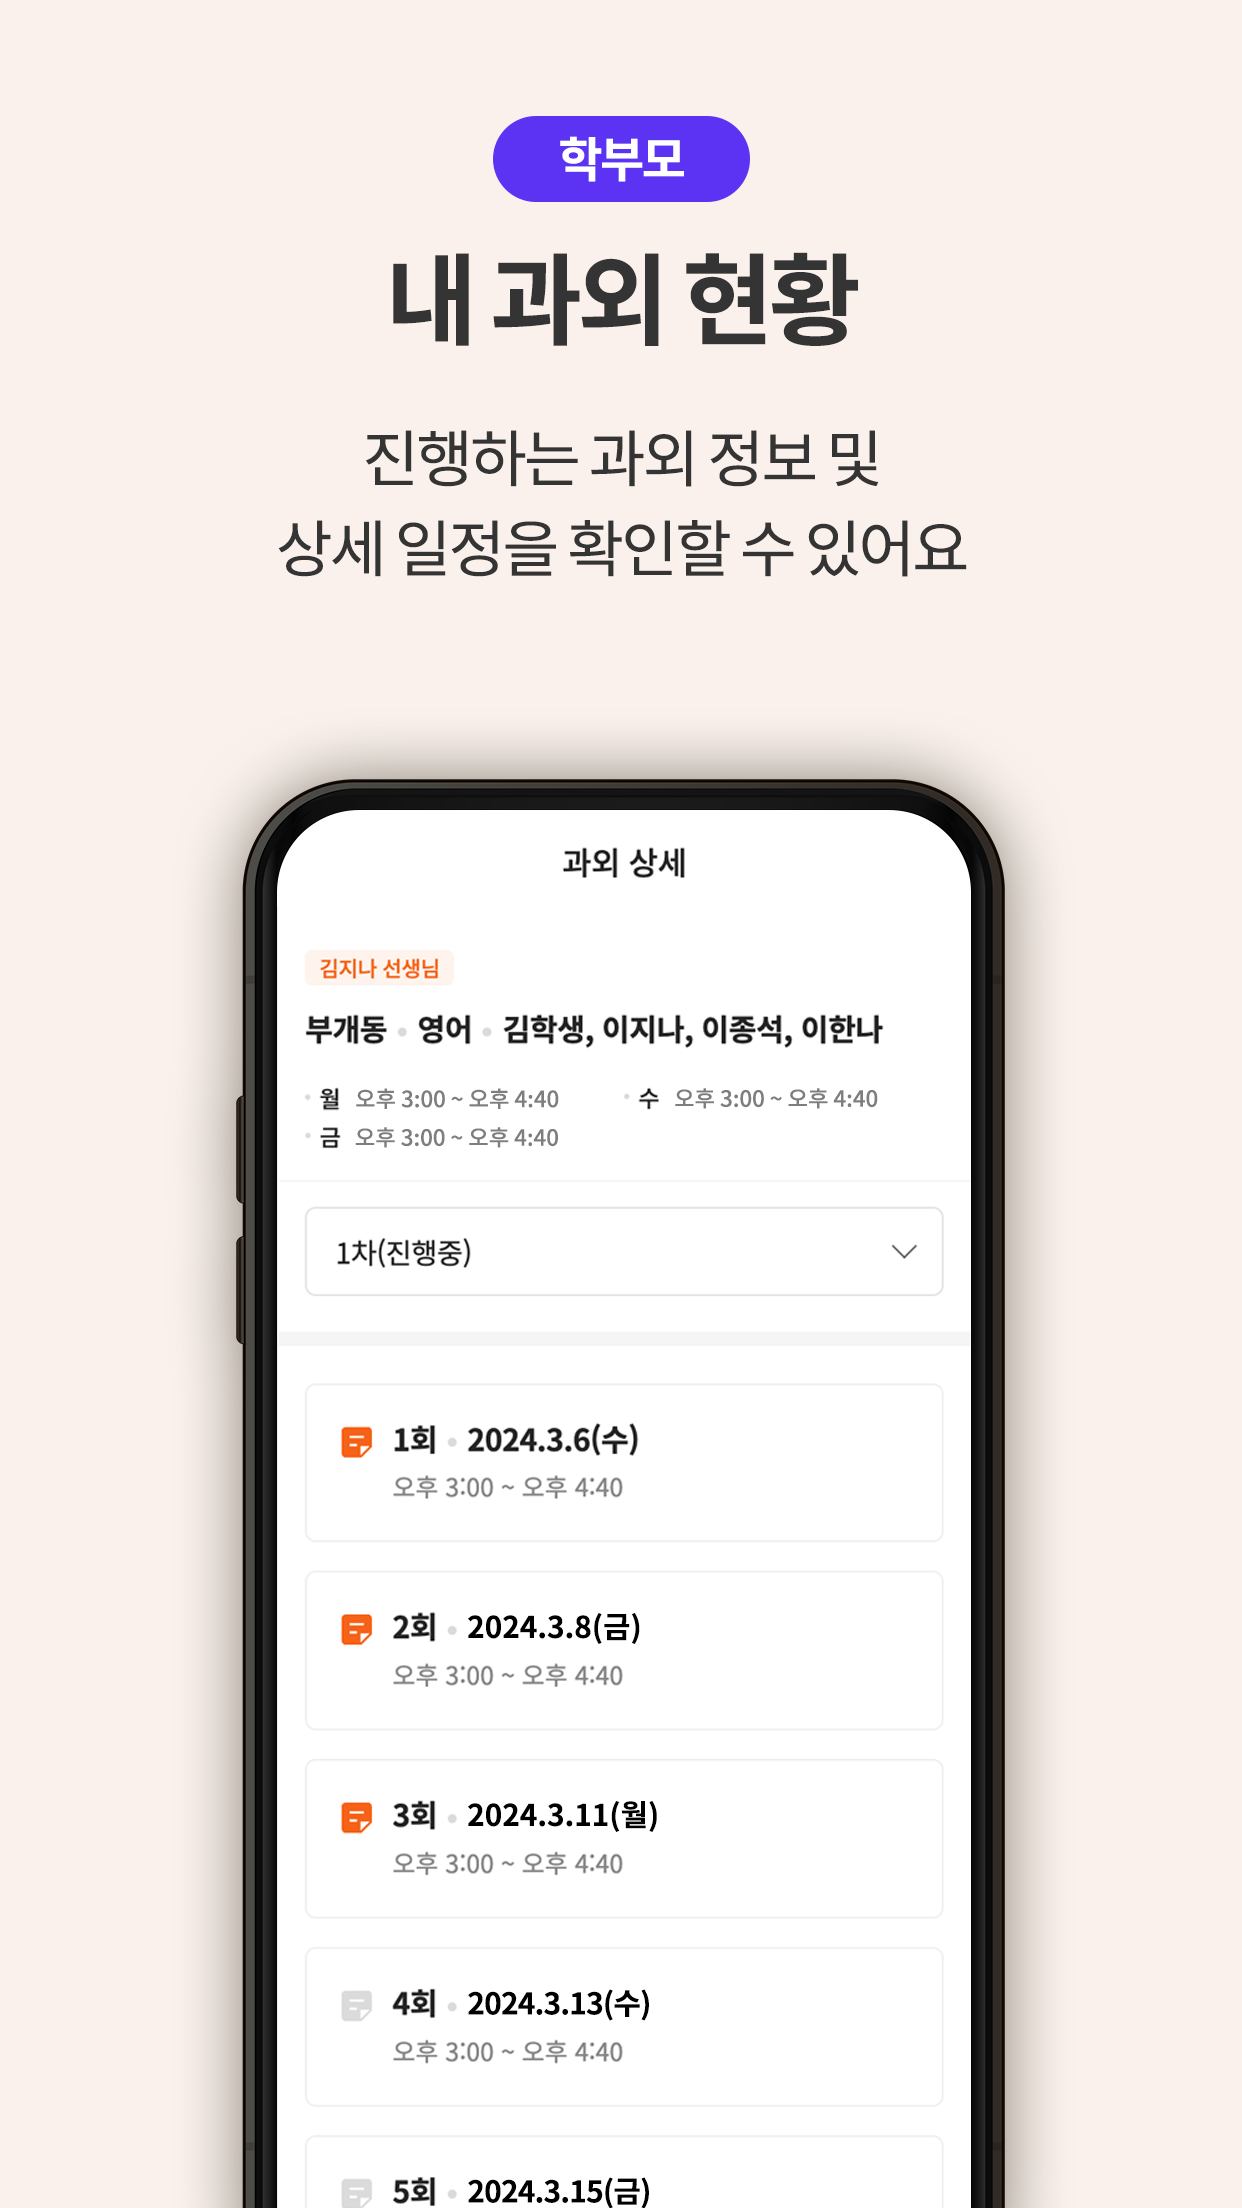 학부모
내 과외 현황
진행하는 과외 정보 및
상세 일정을 확인할 수 있어요
과외 상세
김지나 선생님
부개동 • 영어 • 김학생, 이지나, 이종석, 이한나
• 월 오후 3:00 ~ 오후 4:40 • 수 오후 3:00 ~ 오후 4:40
• 금 오후 3:00 ~ 오후 4:40
1차(진행중)
1회 • 2024.3.6(수)
오후 3:00 ~ 오후 4:40
2회 • 2024.3.8(금)
오후 3:00 ~ 오후 4:40
3회 • 2024.3.11(월)
오후 3:00 ~ 오후 4:40
4회 • 2024.3.13(수)
오후 3:00 ~ 오후 4:40
5회 • 2024.3.15(금)